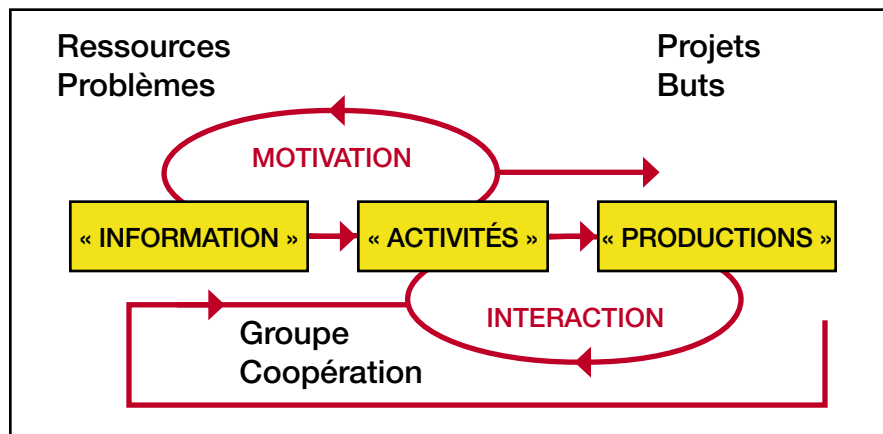 Ressources
Problèmes
Projets
Buts
MOTIVATION
« INFORMATION »
« ACTIVITÉS »
« PRODUCTIONS »
INTERACTION
Groupe
Coopération